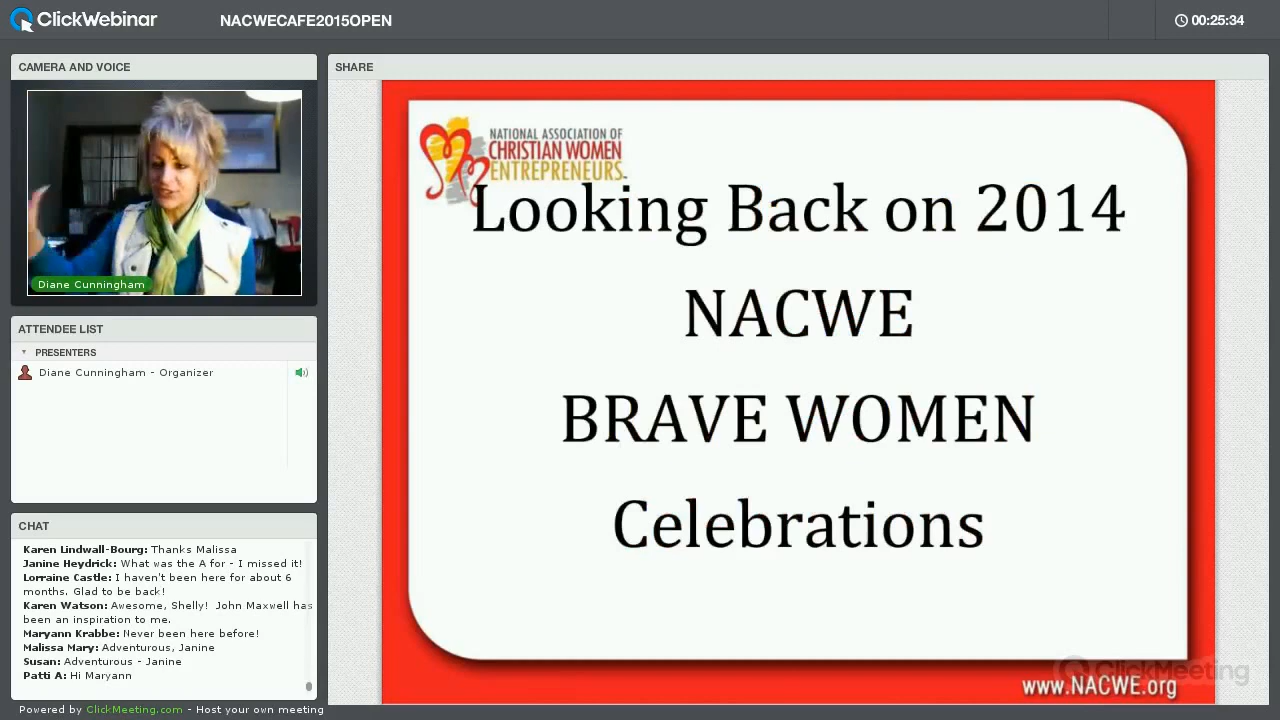 ClickWebinar
NACWECAFE2015OPEN
00:25:34
CAMERA AND VOICE
Diane Cunningham
ATTENDEE LIST
PRESENTERS
Diane Cunningham - Organizer
CHAT
Karen Lindwall-Bourg: Thanks Malissa
Janine Heydrick: What was the A for - I missed it!
Lorraine Castle: I haven't been here for about 6
months! Glad to be back!
Karen Watson: Awesome, Shelly! John Maxwell has
been an inspiration to me.
Maryann Krabbe: Never been here before!
Adventurous - Janine
Susan
Adventurous - Janine
Patti A: Hi Maya
Powered by ClickMeeting.com - Host your own meeting
SHARE
NATIONAL ASSOCIATION OF
CHRISTIAN WOMEN
ENTREPRENEURS
Looking Back on 2014
NACWE
BRAVE WOMEN
Celebrations
ClickMeeting
www.NACWE.org